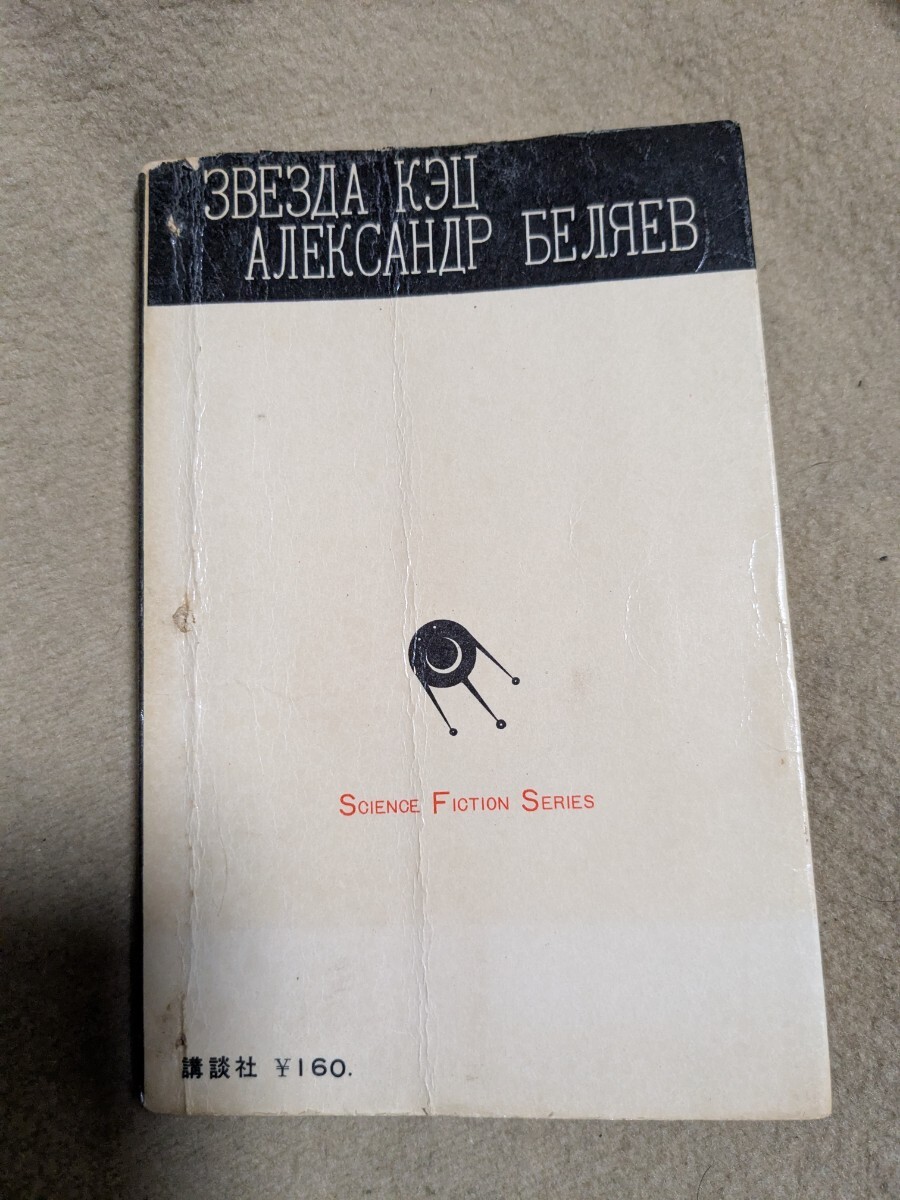 ЗВЕЗДА КЭЦ
АЛЕКСАНДР БЕЛЯЕВ
SCIENCE FICTION SERIES
講談社 ¥160.